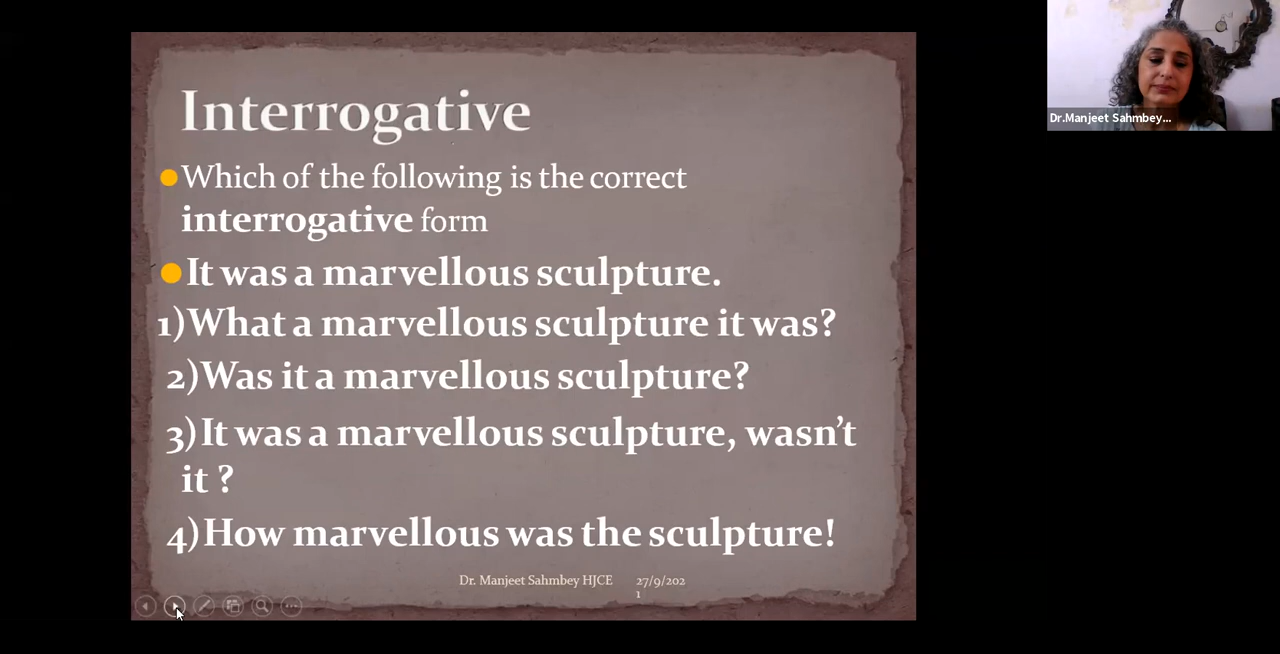 Interrogative
Which of the following is the correct
interrogative form
It was a marvellous sculpture.
1)What a marvellous sculpture it was?
2)Was it a marvellous sculpture?
3)It was a marvellous sculpture, wasn't
it ?
4)How marvellous was the sculpture!
Dr. Manjeet Sahmbey HJCE 27/9/202
1
Dr.Manjeet Sahmbey...